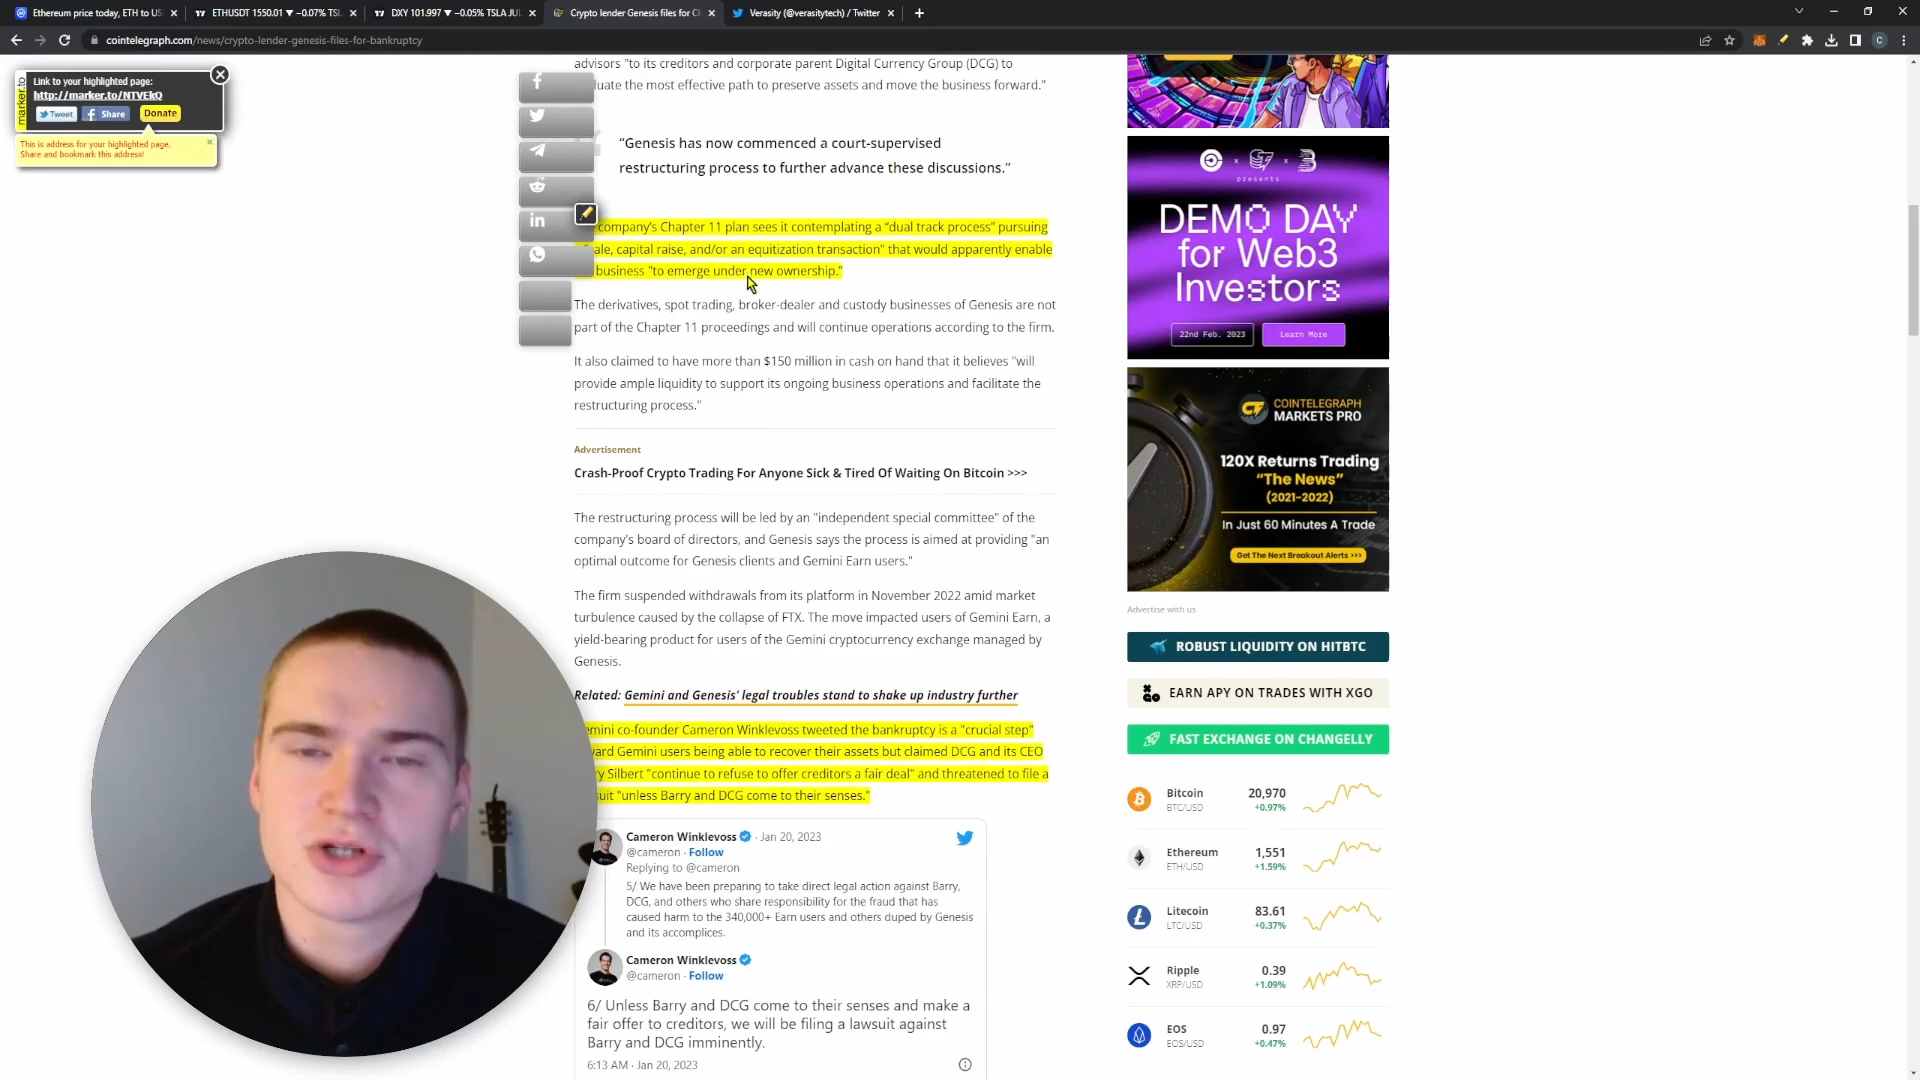 Ethereum price today, ETH to US
ETHUSDT 1550.01 ▼ −0.07% TSL
DXY 101.997 ▼ −0.05% TSLA JUL
Crypto lender Genesis files for Ch
Verasity (@verasitytech) / Twitter
cointelegraph.com/news/crypto-lender-genesis-files-for-bankruptcy
C
marker.to
Link to your highlighted page:
http://marker.to/NTVEkQ
Tweet
Share
Donate
This is address for your highlighted page.
Share and bookmark this address!
advisors "to its creditors and corporate parent Digital Currency Group (DCG) to
uate the most effective path to preserve assets and move the business forward."
“Genesis has now commenced a court-supervised
restructuring process to further advance these discussions.”
company’s Chapter 11 plan sees it contemplating a “dual track process” pursuing
ale, capital raise, and/or an equitization transaction" that would apparently enable
business "to emerge under new ownership."
The derivatives, spot trading, broker-dealer and custody businesses of Genesis are not
part of the Chapter 11 proceedings and will continue operations according to the firm.
It also claimed to have more than $150 million in cash on hand that it believes "will
provide ample liquidity to support its ongoing business operations and facilitate the
restructuring process."
Advertisement
Crash-Proof Crypto Trading For Anyone Sick & Tired Of Waiting On Bitcoin >>>
The restructuring process will be led by an "independent special committee" of the
company's board of directors, and Genesis says the process is aimed at providing "an
optimal outcome for Genesis clients and Gemini Earn users."
The firm suspended withdrawals from its platform in November 2022 amid market
turbulence caused by the collapse of FTX. The move impacted users of Gemini Earn, a
yield-bearing product for users of the Gemini cryptocurrency exchange managed by
Genesis.
Related: Gemini and Genesis’ legal troubles stand to shake up industry further
emini co-founder Cameron Winklevoss tweeted the bankruptcy is a "crucial step"
ward Gemini users being able to recover their assets but claimed DCG and its CEO
ry Silbert "continue to refuse to offer creditors a fair deal" and threatened to file a
suit "unless Barry and DCG come to their senses."
Cameron Winklevoss · Jan 20, 2023
@cameron · Follow
Replying to @cameron
5/ We have been preparing to take direct legal action against Barry,
DCG, and others who share responsibility for the fraud that has
caused harm to the 340,000+ Earn users and others duped by Genesis
and its accomplices.
Cameron Winklevoss
@cameron · Follow
6/ Unless Barry and DCG come to their senses and make a
fair offer to creditors, we will be filing a lawsuit against
Barry and DCG imminently.
6:13 AM · Jan 20, 2023
presents
DEMO DAY
for Web3
Investors
22nd Feb. 2023
Learn More
COINTELEGRAPH
MARKETS PRO
120X Returns Trading
“The News”
(2021-2022)
In Just 60 Minutes A Trade
Get The Next Breakout Alerts >>>
Advertise with us
ROBUST LIQUIDITY ON HITBTC
EARN APY ON TRADES WITH XGO
FAST EXCHANGE ON CHANGELLY
Bitcoin 20,970
BTC/USD +0.97%
Ethereum 1,551
ETH/USD +1.59%
Litecoin 83.61
LTC/USD +0.37%
Ripple 0.39
XRP/USD +1.09%
EOS 0.97
EOS/USD +0.47%